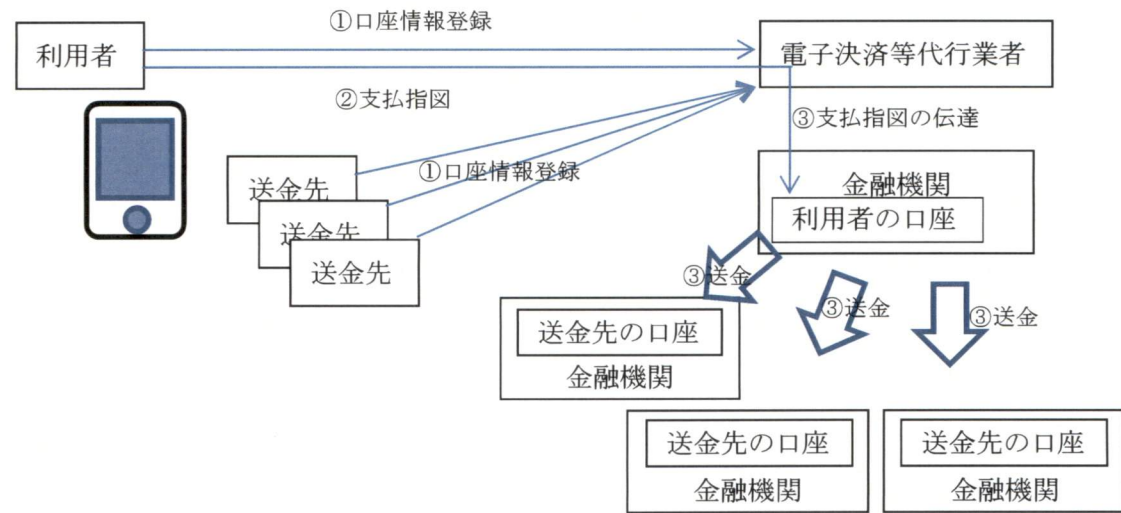 ①口座情報登録
利用者
電子決済等代行業者
②支払指図
③支払指図の伝達
①口座情報登録
送金先
送金先
送金先
金融機関
利用者の口座
③送金
③送金
③送金
送金先の口座
金融機関
送金先の口座
金融機関
送金先の口座
金融機関